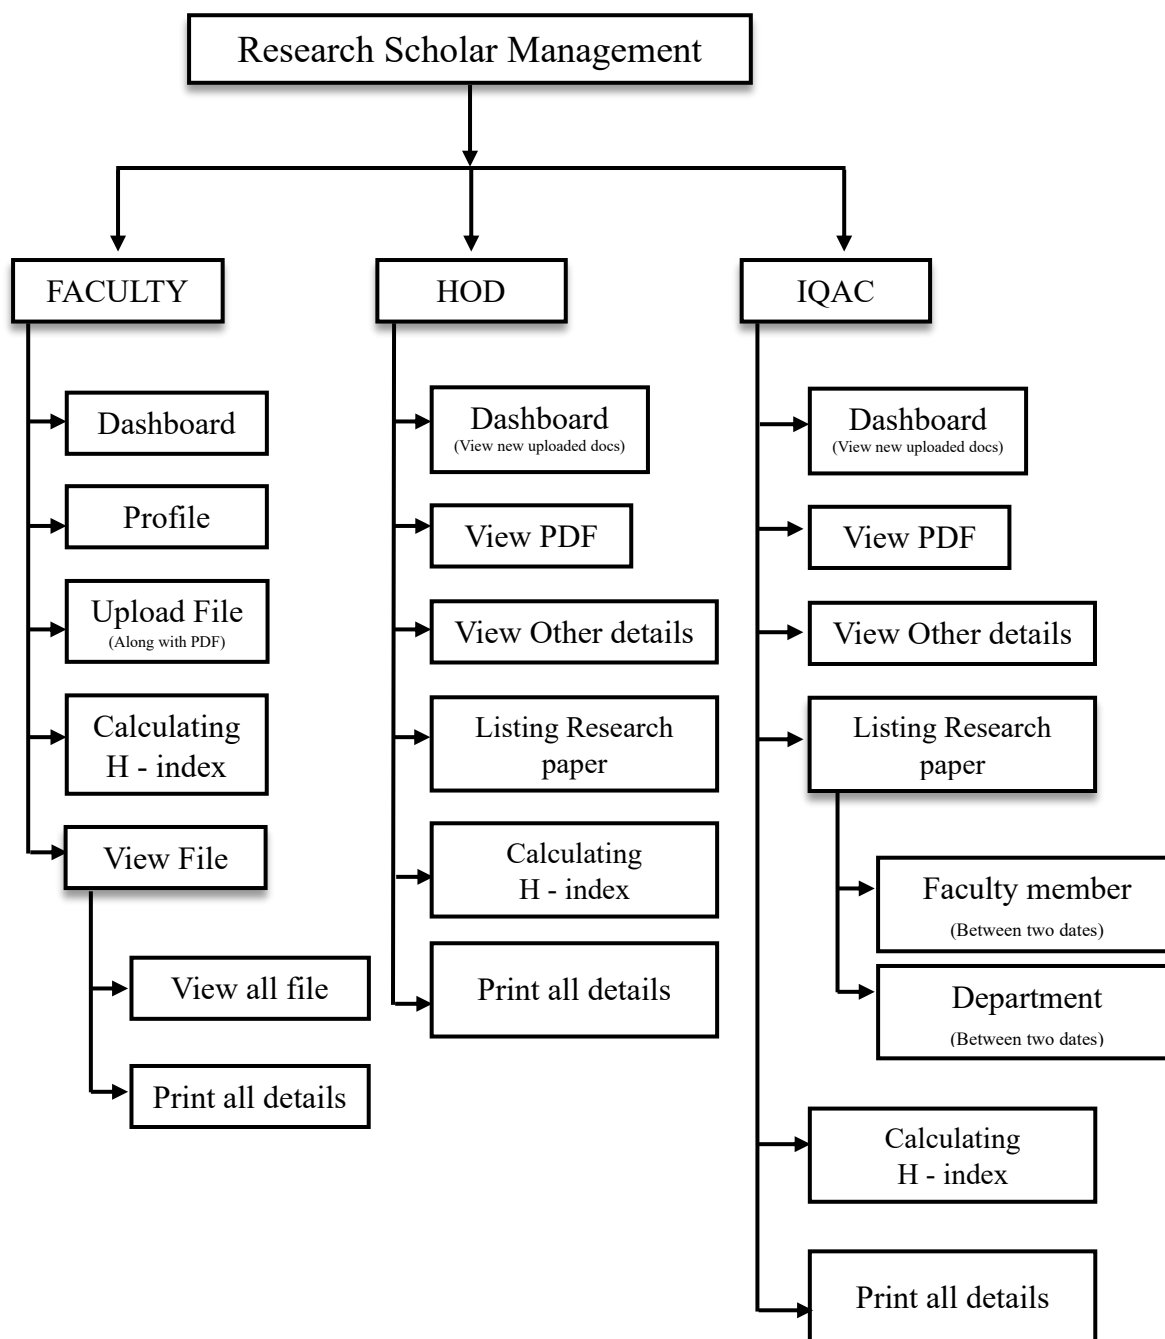 Research Scholar Management
FACULTY
HOD
IQAC
Dashboard
Profile
Upload File
(Along with PDF)
Calculating
H - index
View File
View all file
Print all details
Dashboard
(View new uploaded docs)
View PDF
View Other details
Listing Research
paper
Calculating
H - index
Print all details
Dashboard
(View new uploaded docs)
View PDF
View Other details
Listing Research
paper
Faculty member
(Between two dates)
Department
(Between two dates)
Calculating
H - index
Print all details